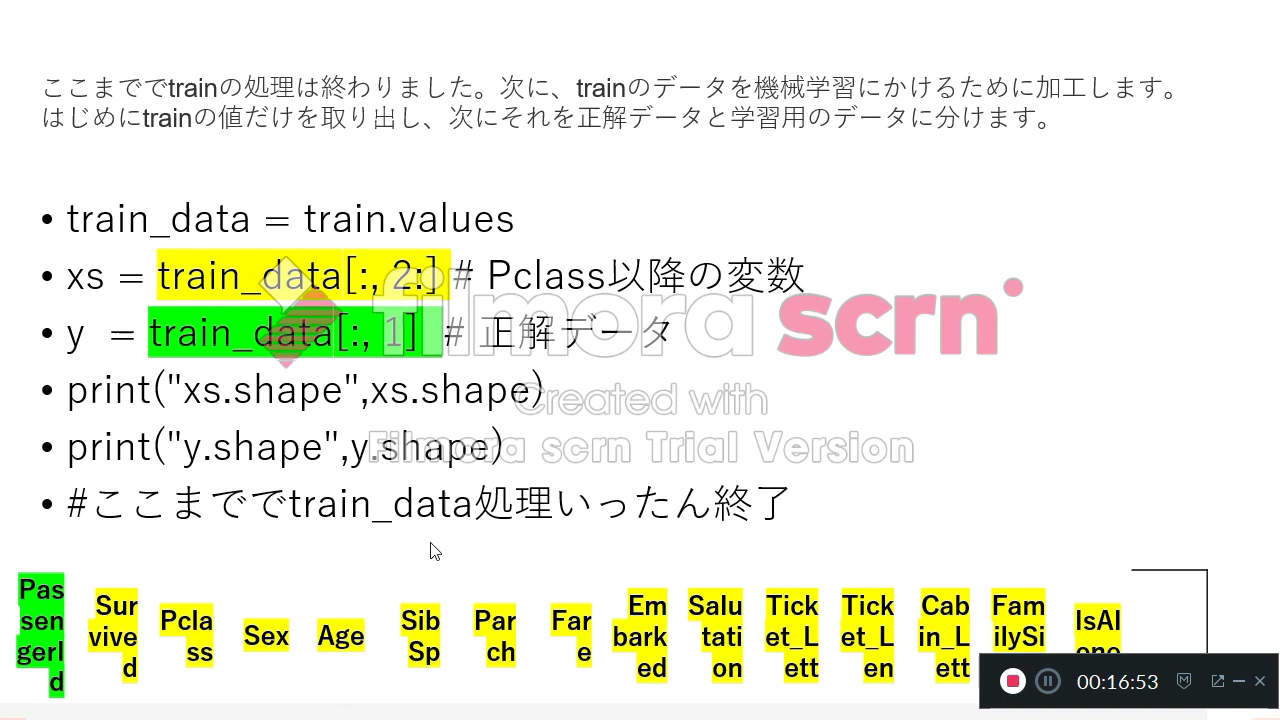 ここまででtrainの処理は終わりました。次に、trainのデータを機械学習にかけるために加工します。
はじめにtrainの値だけを取り出し、次にそれを正解データと学習用のデータに分けます。
• train_data = train.values
• xs = train_data[:, 2:] # Pclass以降の変数
• y = train_data[:, 1] # 正解データ
• print("xs.shape",xs.shape)
• print("y.shape",y.shape)
• #ここまででtrain_data処理いったん終了
filmora scrn
Created with
Filmora scrn Trial Version
Pas
sen
gerI
d
Sur
vive
d
Pcla
ss
Sex
Age
Sib
Sp
Par
ch
Far
e
Em
bark
ed
Salu
tati
on
Tick
et_L
ett
Tick
et_L
en
Cab
in_L
ett
Fam
ilySi
IsAl
one
00:16:53